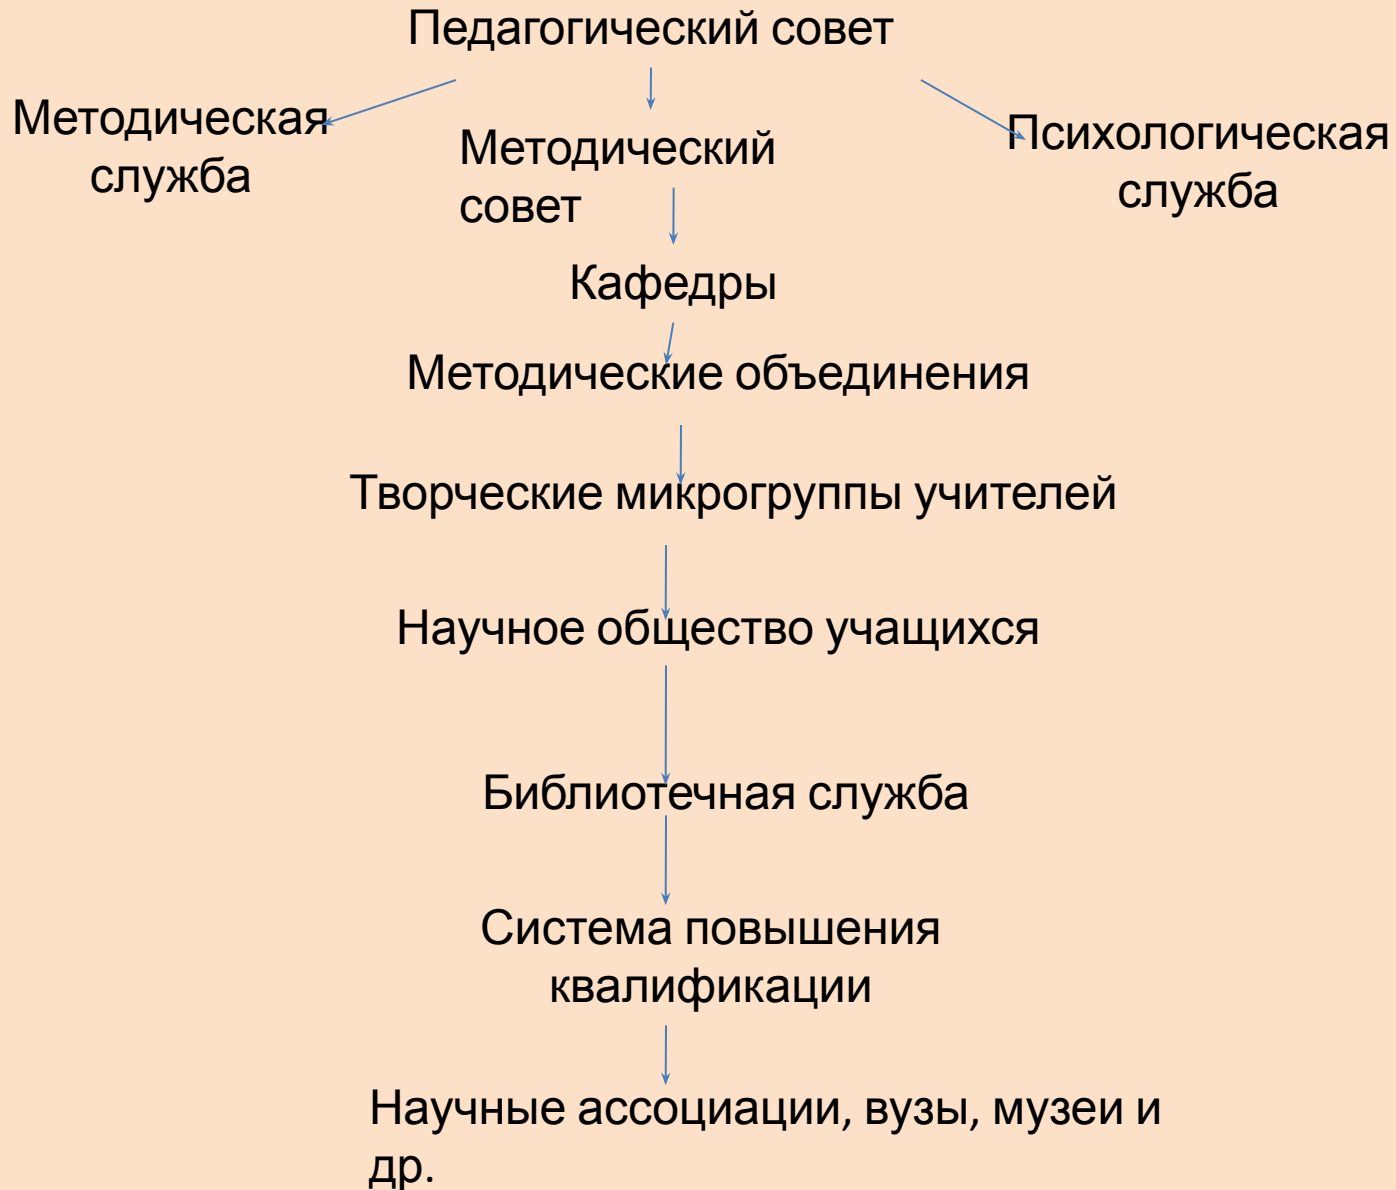 Педагогический совет
Методическая
служба
Методический
совет
Психологическая
служба
Кафедры
Методические объединения
Творческие микрогруппы учителей
Научное общество учащихся
Библиотечная служба
Система повышения
квалификации
Научные ассоциации, вузы, музеи и
др.